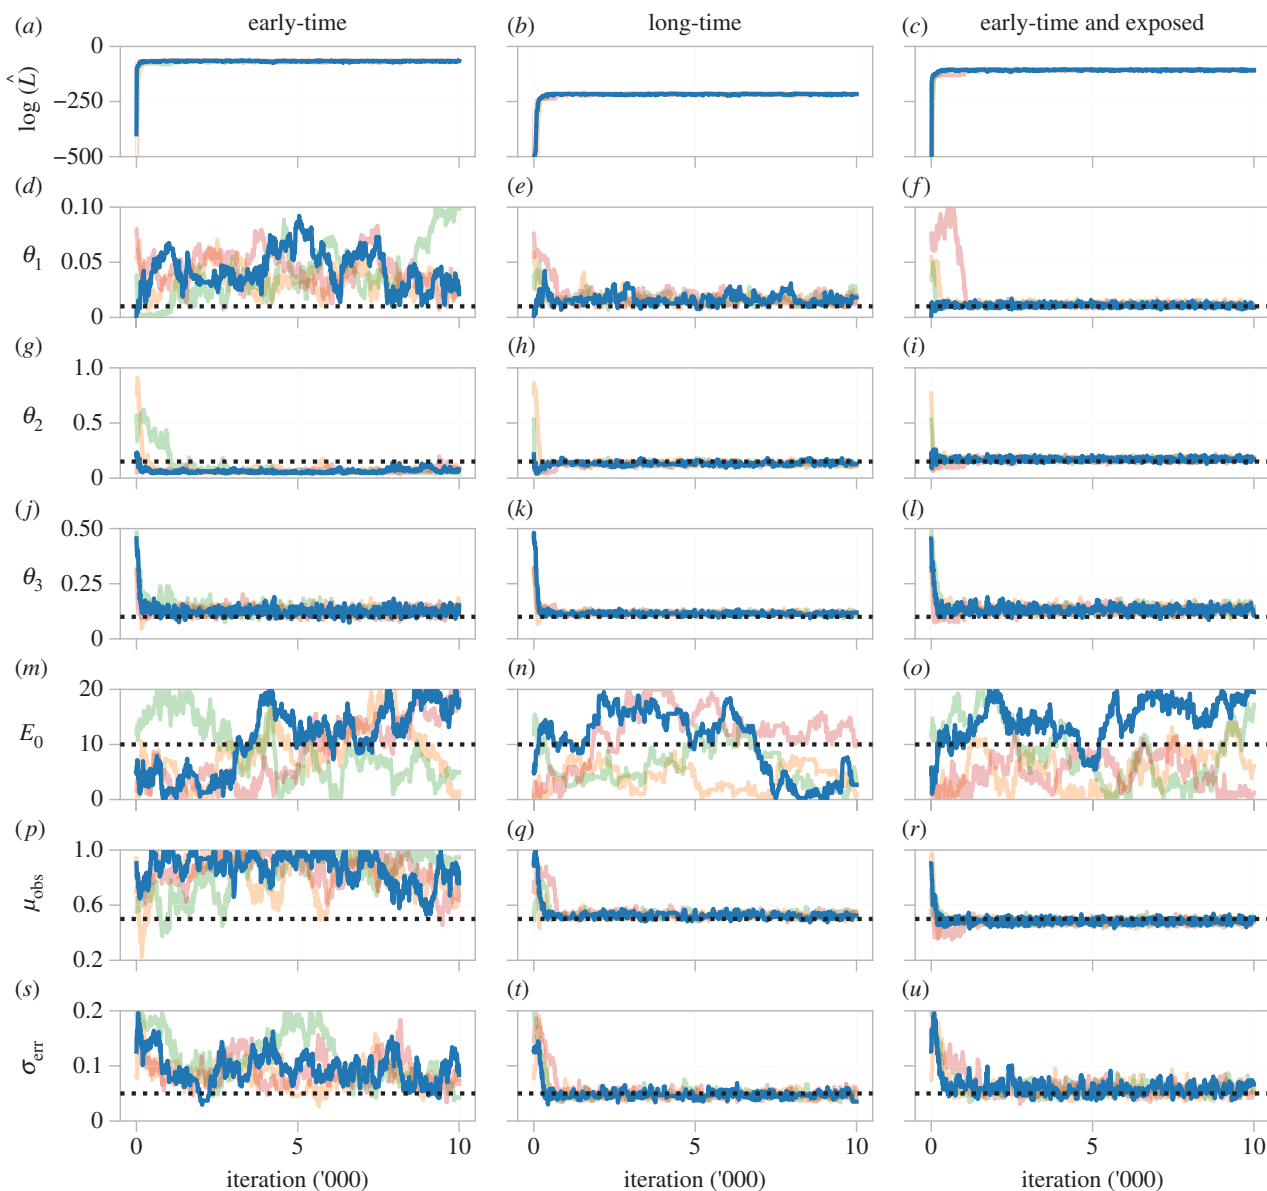 (a) early-time (b) long-time (c) early-time and exposed
0
log (L̂) −250
−500
(d) (e) (f)
0.10
θ1 0.05
0
(g) (h) (i)
1.0
θ2 0.5
0
(j) (k) (l)
0.50
θ3 0.25
0
(m) (n) (o)
20
E0 10
0
(p) (q) (r)
1.0
μobs 0.6
0.2
(s) (t) (u)
0.2
σerr 0.1
0
0 5 10 0 5 10 0 5 10
iteration ('000) iteration ('000) iteration ('000)